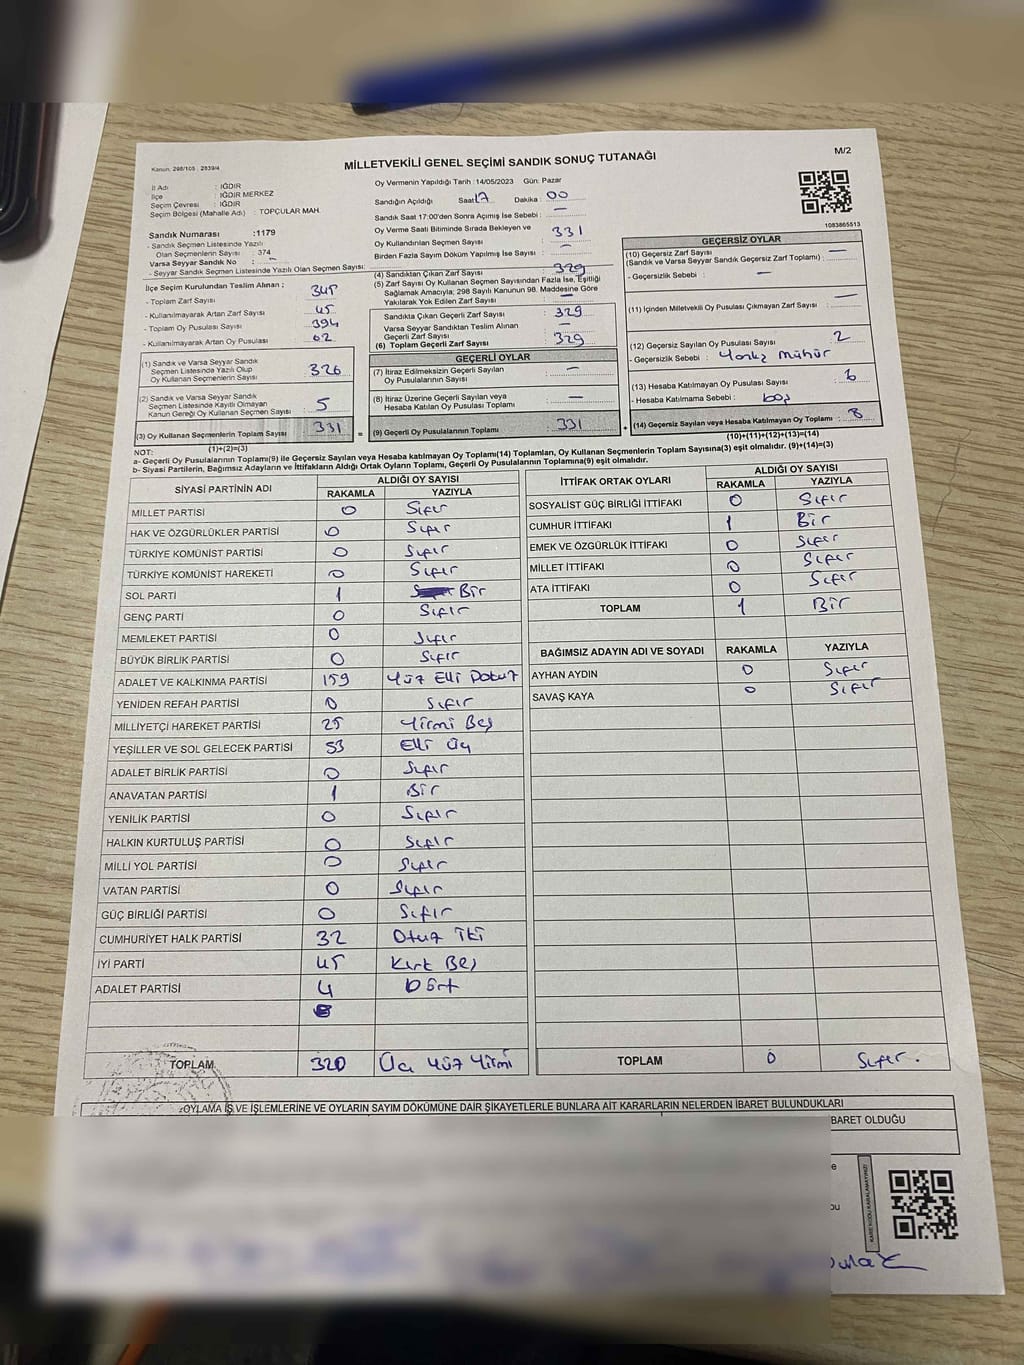 Kanun, 298/105 : 2839/4
MİLLETVEKİLİ GENEL SEÇİMİ SANDIK SONUÇ TUTANAĞI
M/2
İl Adı : IĞDIR
İlçe : IĞDIR MERKEZ
Seçim Çevresi : IĞDIR
Seçim Bölgesi (Mahalle Adı) : TOPÇULAR MAH.
Sandık Numarası :1179
- Sandık Seçmen Listesinde Yazılı
Olan Seçmenlerin Sayısı : 374
Varsa Seyyar Sandık No : –
- Seyyar Sandık Seçmen Listesinde Yazılı Olan Seçmen Sayısı:
Oy Vermenin Yapıldığı Tarih :14/05/2023 Gün: Pazar
Sandığın Açıldığı Saat 17 Dakika : 00
Sandık Saat 17:00'den Sonra Açımış İse Sebebi : –
Oy Verme Saati Bitiminde Sırada Bekleyen ve
Oy Kullandırılan Seçmen Sayısı 331
Birden Fazla Sayım Döküm Yapılmış İse Sayısı : –
1083865513
İlçe Seçim Kurulundan Teslim Alınan ;
- Toplam Zarf Sayısı 345
- Kullanılmayarak Artan Zarf Sayısı 45
- Toplam Oy Pusulası Sayısı 394
- Kullanılmayarak Artan Oy Pusulası 62
(1) Sandık ve Varsa Seyyar Sandık
Seçmen Listesinde Yazılı Olup
Oy Kullanan Seçmenlerin Sayısı 326
(2) Sandık ve Varsa Seyyar Sandık
Seçmen Listesinde Kayıtlı Olmayan
Kanun Gereği Oy Kullanan Seçmen Sayısı : 5
(3) Oy Kullanan Seçmenlerin Toplam Sayısı 331
(1)+(2)=(3)
(4) Sandıktan Çıkan Zarf Sayısı 329
(5) Zarf Sayısı Oy Kullanan Seçmen Sayısından Fazla İse, Eşitliği
Sağlamak Amacıyla; 298 Sayılı Kanunun 98. Maddesine Göre
Yakılarak Yok Edilen Zarf Sayısı –
Sandıkta Çıkan Geçerli Zarf Sayısı : 329
Varsa Seyyar Sandıktan Teslim Alınan
Geçerli Zarf Sayısı –
(6) Toplam Geçerli Zarf Sayısı : 329
GEÇERLİ OYLAR
(7) İtiraz Edilmeksizin Geçerli Sayılan
Oy Pusulalarının Sayısı : –
(8) İtiraz Üzerine Geçerli Sayılan ve
Hesaba Katılan Oy Pusulası Toplamı : –
= (9) Geçerli Oy Pusulalarının Toplamı : 331
GEÇERSİZ OYLAR
(10) Geçersiz Zarf Sayısı
(Sandık ve Varsa Seyyar Sandık Geçersiz Zarf Toplamı) : –
- Geçersizlik Sebebi : –
(11) İçinden Milletvekili Oy Pusulası Çıkmayan Zarf Sayısı : –
(12) Geçersiz Sayılan Oy Pusulası Sayısı : 2
- Geçersizlik Sebebi : Yanlış Mühür
(13) Hesaba Katılmayan Oy Pusulası Sayısı : 6
- Hesaba Katılmama Sebebi : boş
+ (14) Geçersiz Sayılan veya Hesaba Katılmayan Oy Toplamı : 8
(10)+(11)+(12)+(13)=(14)
NOT:
a- Geçerli Oy Pusulalarının Toplamı(9) ile Geçersiz Sayılan veya Hesaba katılmayan Oy Toplamı(14) Toplamları, Oy Kullanan Seçmenlerin Toplam Sayısına(3) eşit olmalıdır. (9)+(14)=(3)
b- Siyasi Partilerin, Bağımsız Adayların ve İttifakların Aldığı Ortak Oyların Toplamı, Geçerli Oy Pusulalarının Toplamına(9) eşit olmalıdır.
SİYASİ PARTİNİN ADI ALDIĞI OY SAYISI
RAKAMLA YAZIYLA
MİLLET PARTİSİ 0 Sıfır
HAK VE ÖZGÜRLÜKLER PARTİSİ 0 Sıfır
TÜRKİYE KOMÜNİST PARTİSİ 0 Sıfır
TÜRKİYE KOMÜNİST HAREKETİ 0 Sıfır
SOL PARTİ 1 Bir
GENÇ PARTİ 0 Sıfır
MEMLEKET PARTİSİ 0 Sıfır
BÜYÜK BİRLİK PARTİSİ 0 Sıfır
ADALET VE KALKINMA PARTİSİ 159 Yüz Elli Dokuz
YENİDEN REFAH PARTİSİ 0 Sıfır
MİLLİYETÇİ HAREKET PARTİSİ 25 Yirmi Beş
YEŞİLLER VE SOL GELECEK PARTİSİ 53 Elli Üç
ADALET BİRLİK PARTİSİ 0 Sıfır
ANAVATAN PARTİSİ 1 Bir
YENİLİK PARTİSİ 0 Sıfır
HALKIN KURTULUŞ PARTİSİ 0 Sıfır
MİLLİ YOL PARTİSİ 0 Sıfır
VATAN PARTİSİ 0 Sıfır
GÜÇ BİRLİĞİ PARTİSİ 0 Sıfır
CUMHURİYET HALK PARTİSİ 32 Otuz İki
İYİ PARTİ 45 Kırk Beş
ADALET PARTİSİ 4 Dört
TOPLAM 320 Üç Yüz Yirmi
İTTİFAK ORTAK OYLARI ALDIĞI OY SAYISI
RAKAMLA YAZIYLA
SOSYALİST GÜÇ BİRLİĞİ İTTİFAKI 0 Sıfır
CUMHUR İTTİFAKI 1 Bir
EMEK VE ÖZGÜRLÜK İTTİFAKI 0 Sıfır
MİLLET İTTİFAKI 0 Sıfır
ATA İTTİFAKI 0 Sıfır
TOPLAM 1 Bir
BAĞIMSIZ ADAYIN ADI VE SOYADI RAKAMLA YAZIYLA
AYHAN AYDIN 0 Sıfır
SAVAŞ KAYA 0 Sıfır
TOPLAM 0 Sıfır.
OYLAMA İŞ VE İŞLEMLERİNE VE OYLARIN SAYIM DÖKÜMÜNE DAİR ŞİKAYETLERLE BUNLARA AİT KARARLARIN NELERDEN İBARET BULUNDUKLARI
BARET OLDUĞU
KARE KODU KARALAMAYINIZ!